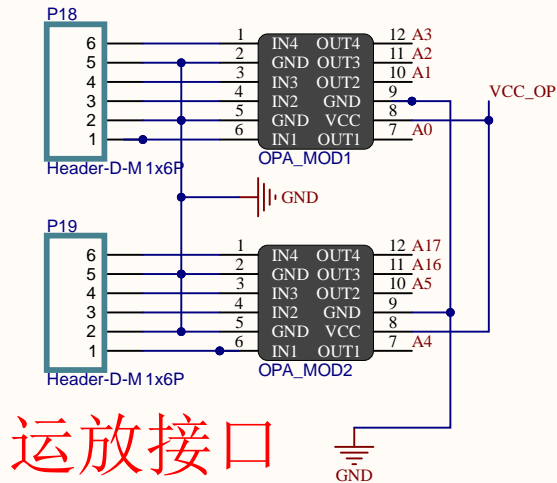 P18
6 1 IN4 OUT4 12 A3
5 2 GND OUT3 11 A2
4 3 IN3 OUT2 10 A1
3 4 IN2 GND 9 VCC_OP
2 5 GND VCC 8
1 6 IN1 OUT1 7 A0
Header-D-M 1x6P OPA_MOD1
GND
P19
6 1 IN4 OUT4 12 A17
5 2 GND OUT3 11 A16
4 3 IN3 OUT2 10 A5
3 4 IN2 GND 9
2 5 GND VCC 8
1 6 IN1 OUT1 7 A4
Header-D-M 1x6P OPA_MOD2
运放接口
GND